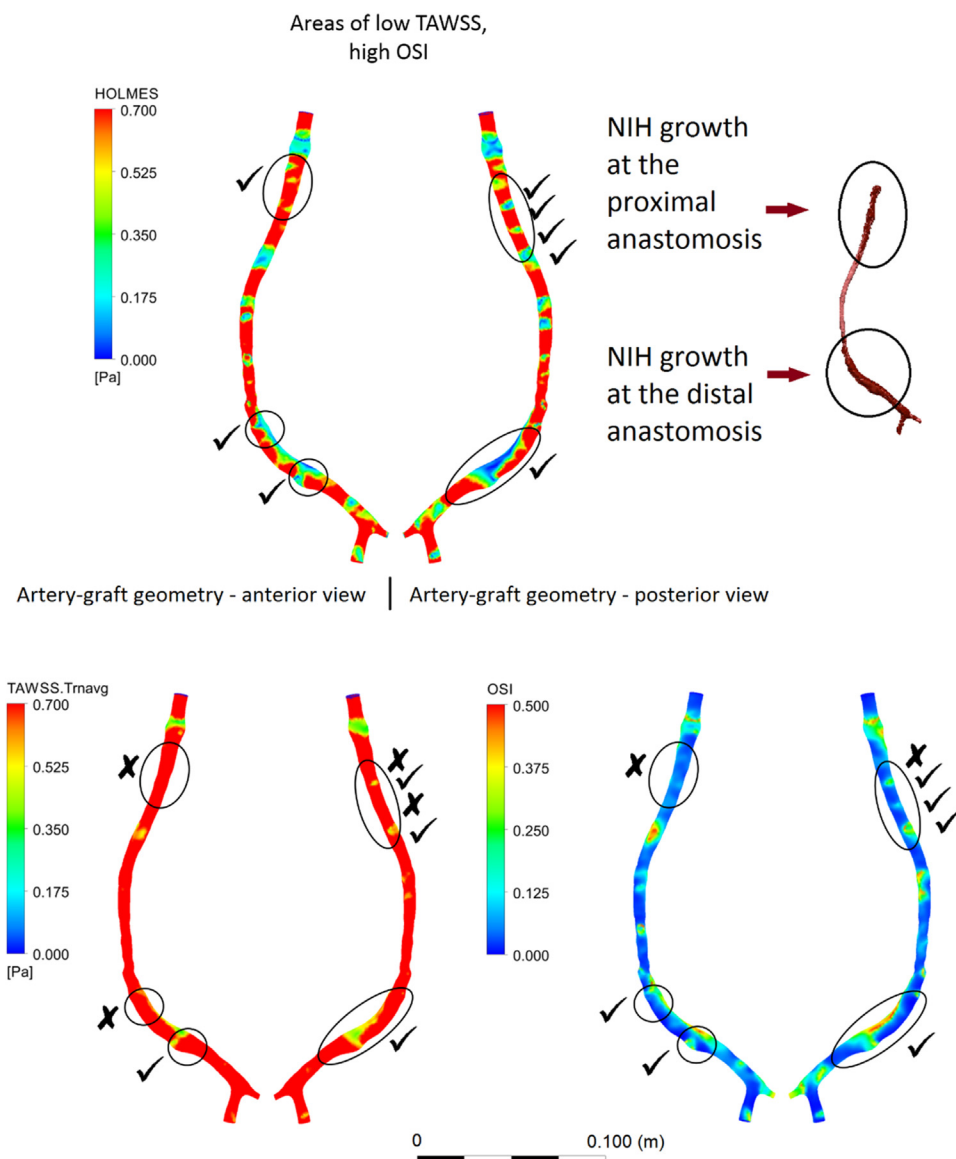 Areas of low TAWSS,
high OSI
HOLMES
0.700
0.525
0.350
0.175
0.000
[Pa]
NIH growth
at the
proximal
anastomosis
NIH growth
at the distal
anastomosis
Artery-graft geometry - anterior view | Artery-graft geometry - posterior view
TAWSS.Trnavg
0.700
0.525
0.350
0.175
0.000
[Pa]
OSI
0.500
0.375
0.250
0.125
0.000
0 0.100 (m)